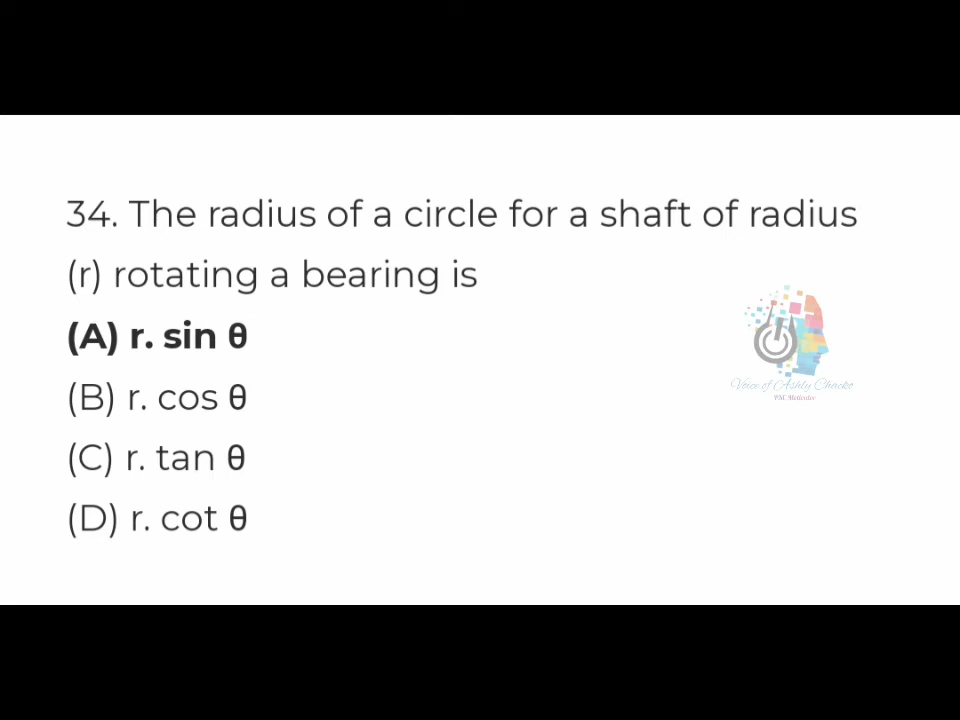 34. The radius of a circle for a shaft of radius
(r) rotating a bearing is
(A) r. sin θ
(B) r. cos θ
(C) r. tan θ
(D) r. cot θ
Voice of Ashly Chacko